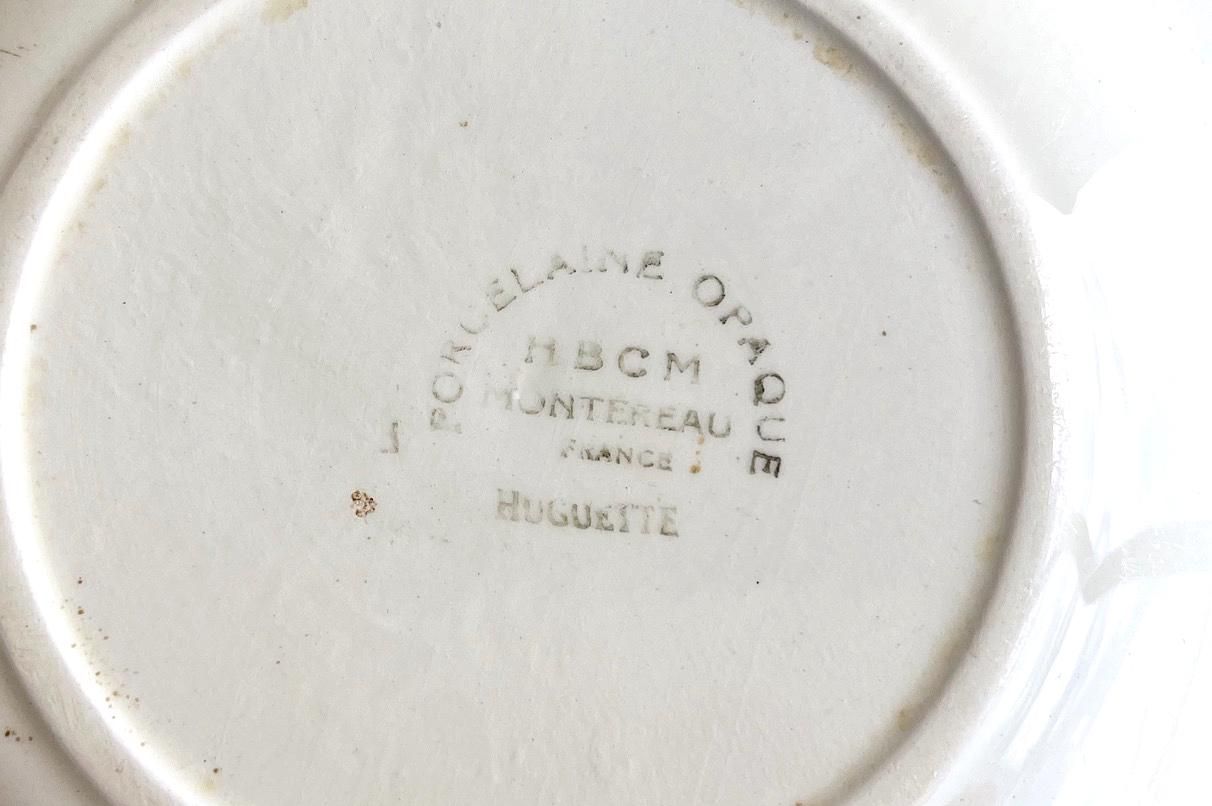 PORCELAINE OPAQUE
HBCM
MONTEREAU
FRANCE
HUGUETTE